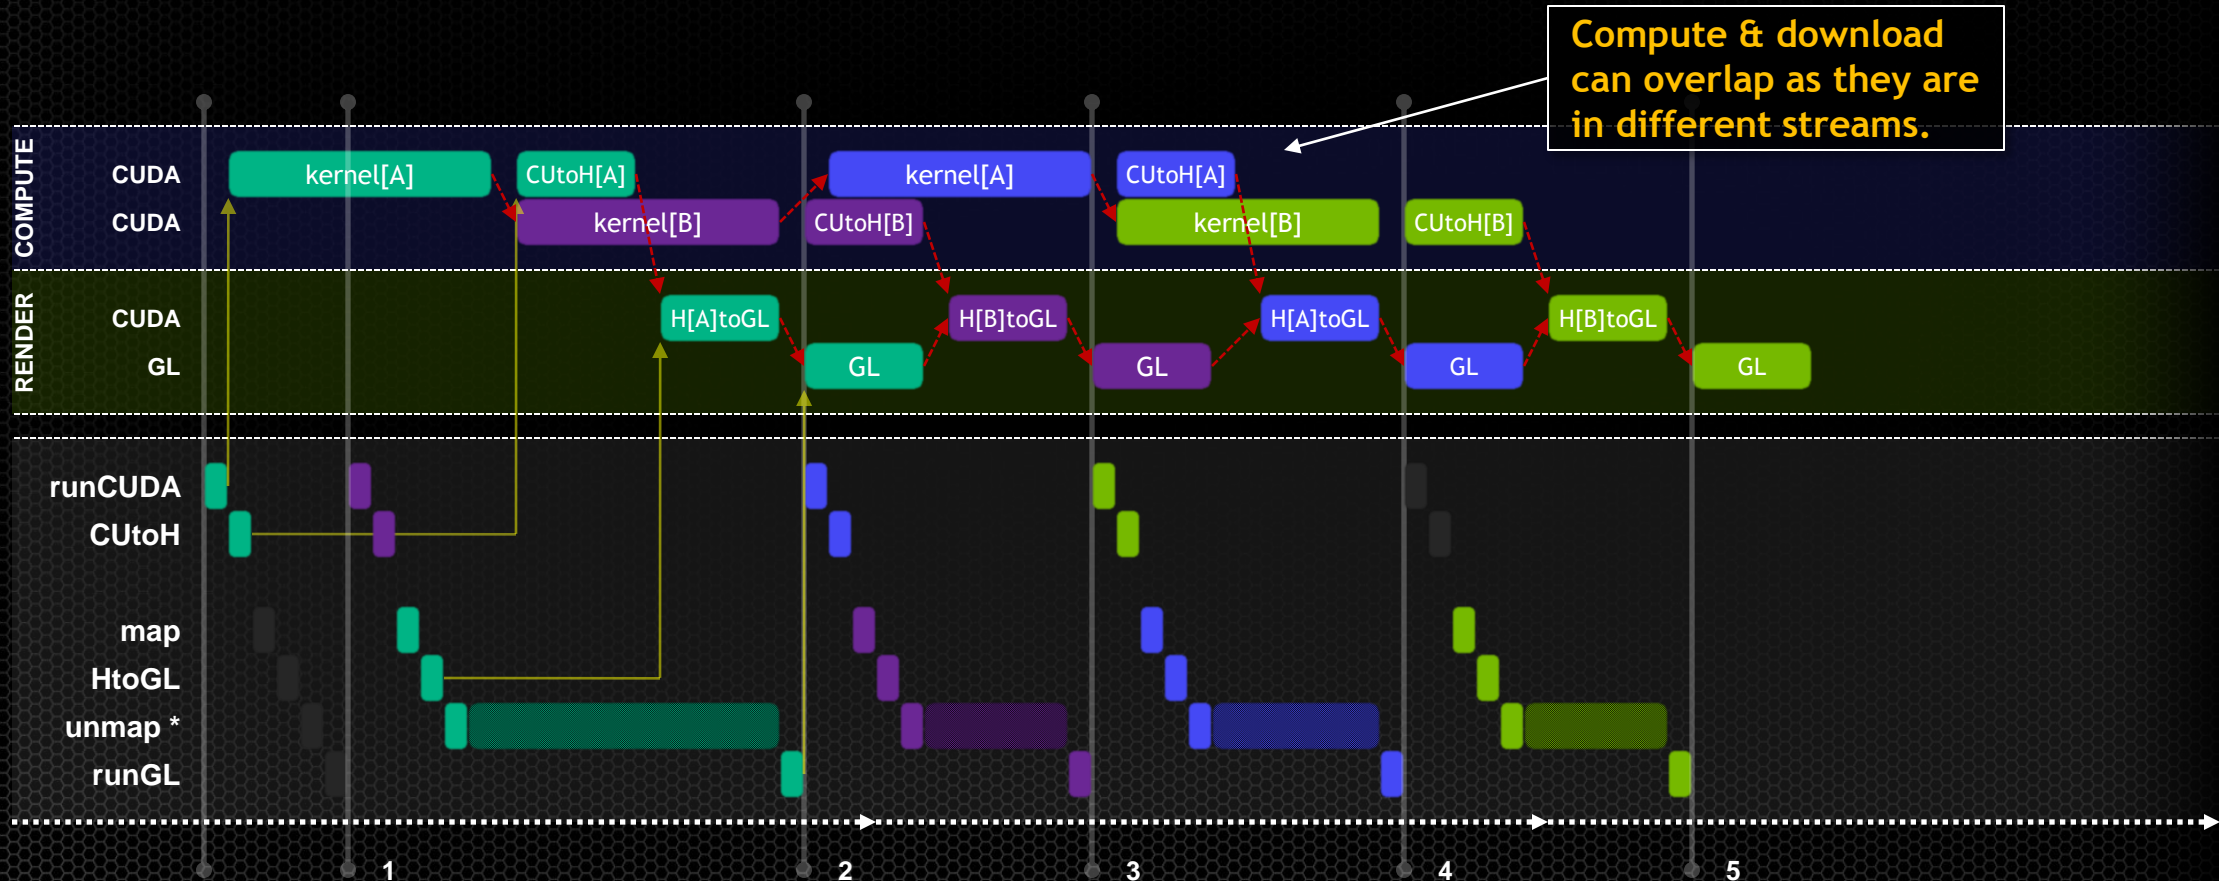 Compute & download
can overlap as they are
in different streams.
COMPUTE
CUDA
kernel[A]
CUtoH[A]
kernel[A]
CUtoH[A]
CUDA
kernel[B]
CUtoH[B]
kernel[B]
CUtoH[B]
RENDER
CUDA
H[A]toGL
H[B]toGL
H[A]toGL
H[B]toGL
GL
GL
GL
GL
GL
runCUDA
CUtoH
map
HtoGL
unmap *
runGL
1
2
3
4
5